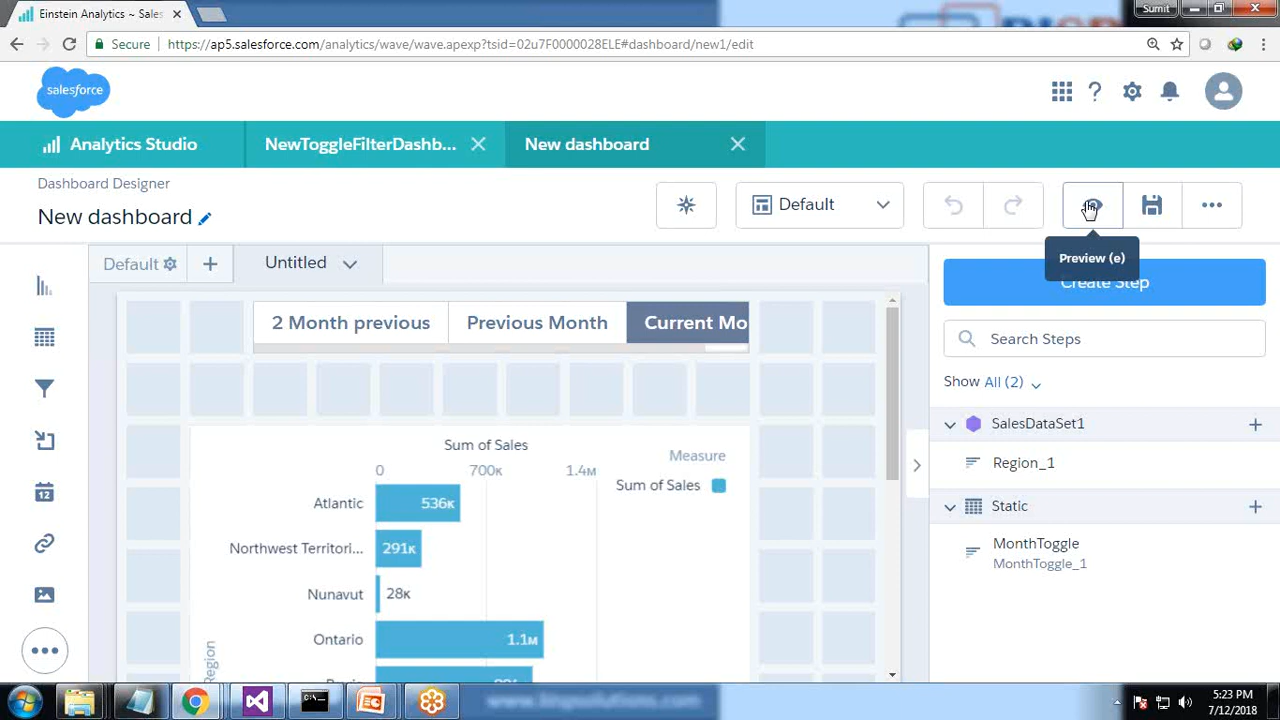 Einstein Analytics ~ Sales
Sumit
Secure
https://ap5.salesforce.com/analytics/wave/wave.apexp?tsid=02u7F0000028ELE#dashboard/new1/edit
salesforce
Analytics Studio
NewToggleFilterDashb...
New dashboard
Dashboard Designer
New dashboard
Default
Preview (e)
Default
Untitled
Create Step
2 Month previous
Previous Month
Current Mo
Search Steps
Show All (2)
SalesDataSet1
Region_1
Static
MonthToggle
MonthToggle_1
Sum of Sales
0
700K
1.4M
Measure
Sum of Sales
Atlantic
536K
Northwest Territori...
291K
Nunavut
28K
Ontario
1.1M
Region
5:23 PM
7/12/2018